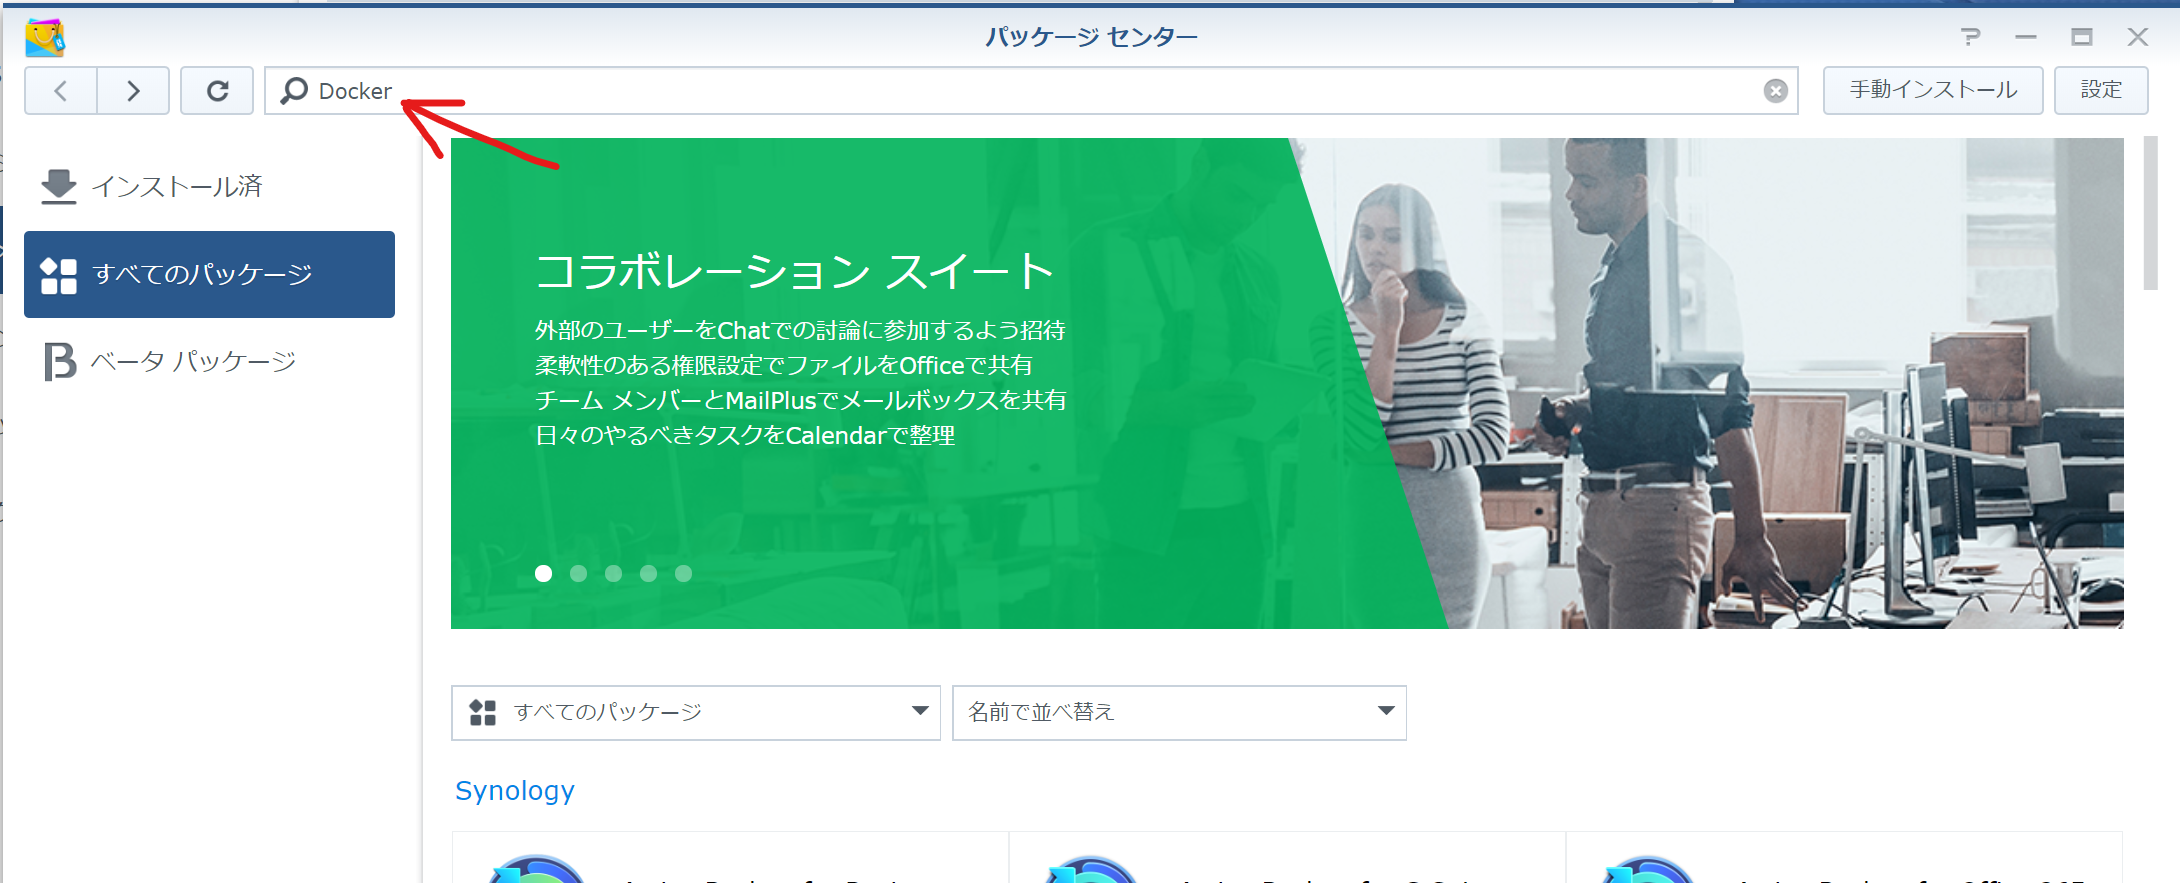 パッケージ センター
Docker
手動インストール
設定
インストール済
すべてのパッケージ
ベータ パッケージ
コラボレーション スイート
外部のユーザーをChatでの討論に参加するよう招待
柔軟性のある権限設定でファイルをOfficeで共有
チーム メンバーとMailPlusでメールボックスを共有
日々のやるべきタスクをCalendarで整理
すべてのパッケージ
名前で並べ替え
Synology